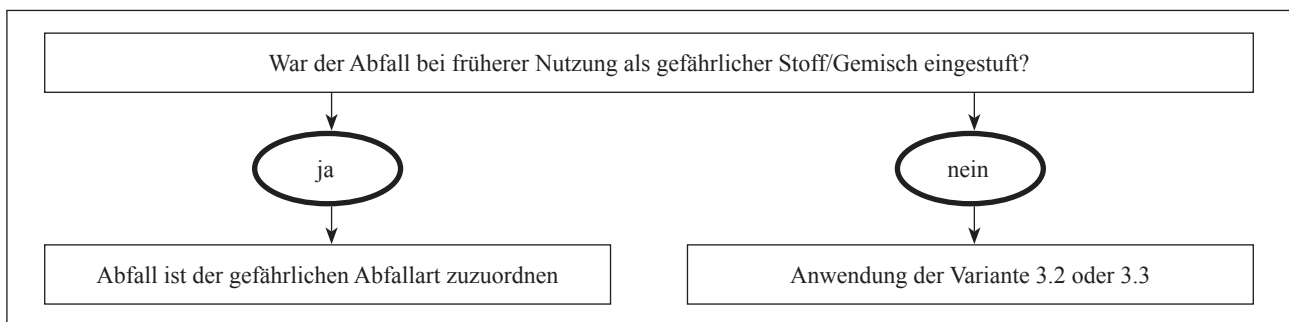 War der Abfall bei früherer Nutzung als gefährlicher Stoff/Gemisch eingestuft?
ja
nein
Abfall ist der gefährlichen Abfallart zuzuordnen
Anwendung der Variante 3.2 oder 3.3